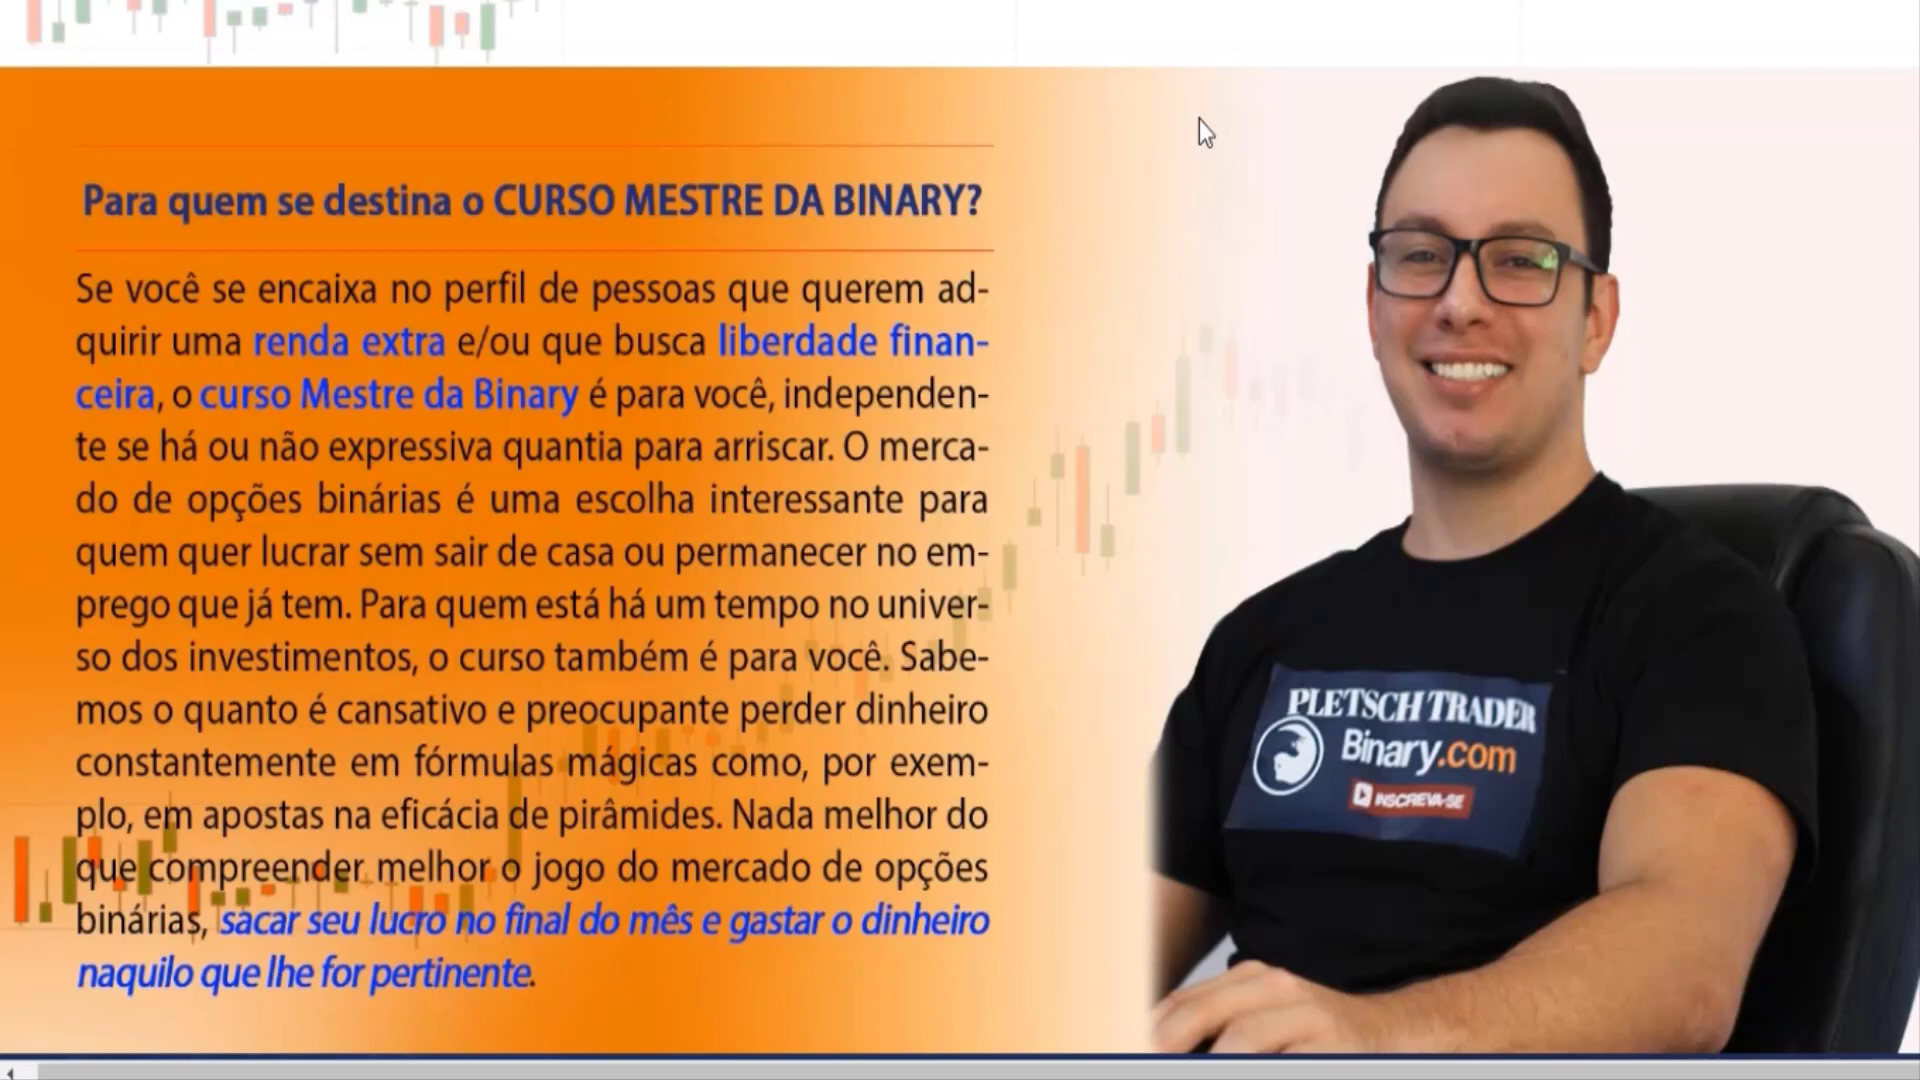 Para quem se destina o CURSO MESTRE DA BINARY?
Se você se encaixa no perfil de pessoas que querem ad-
quirir uma renda extra e/ou que busca liberdade finan-
ceira, o curso Mestre da Binary é para você, independen-
te se há ou não expressiva quantia para arriscar. O merca-
do de opções binárias é uma escolha interessante para
quem quer lucrar sem sair de casa ou permanecer no em-
prego que já tem. Para quem está há um tempo no univer-
so dos investimentos, o curso também é para você. Sabe-
mos o quanto é cansativo e preocupante perder dinheiro
constantemente em fórmulas mágicas como, por exem-
plo, em apostas na eficácia de pirâmides. Nada melhor do
que compreender melhor o jogo do mercado de opções
binárias, sacar seu lucro no final do mês e gastar o dinheiro
naquilo que lhe for pertinente.
PLETSCH TRADER
Binary.com
INSCREVA-SE